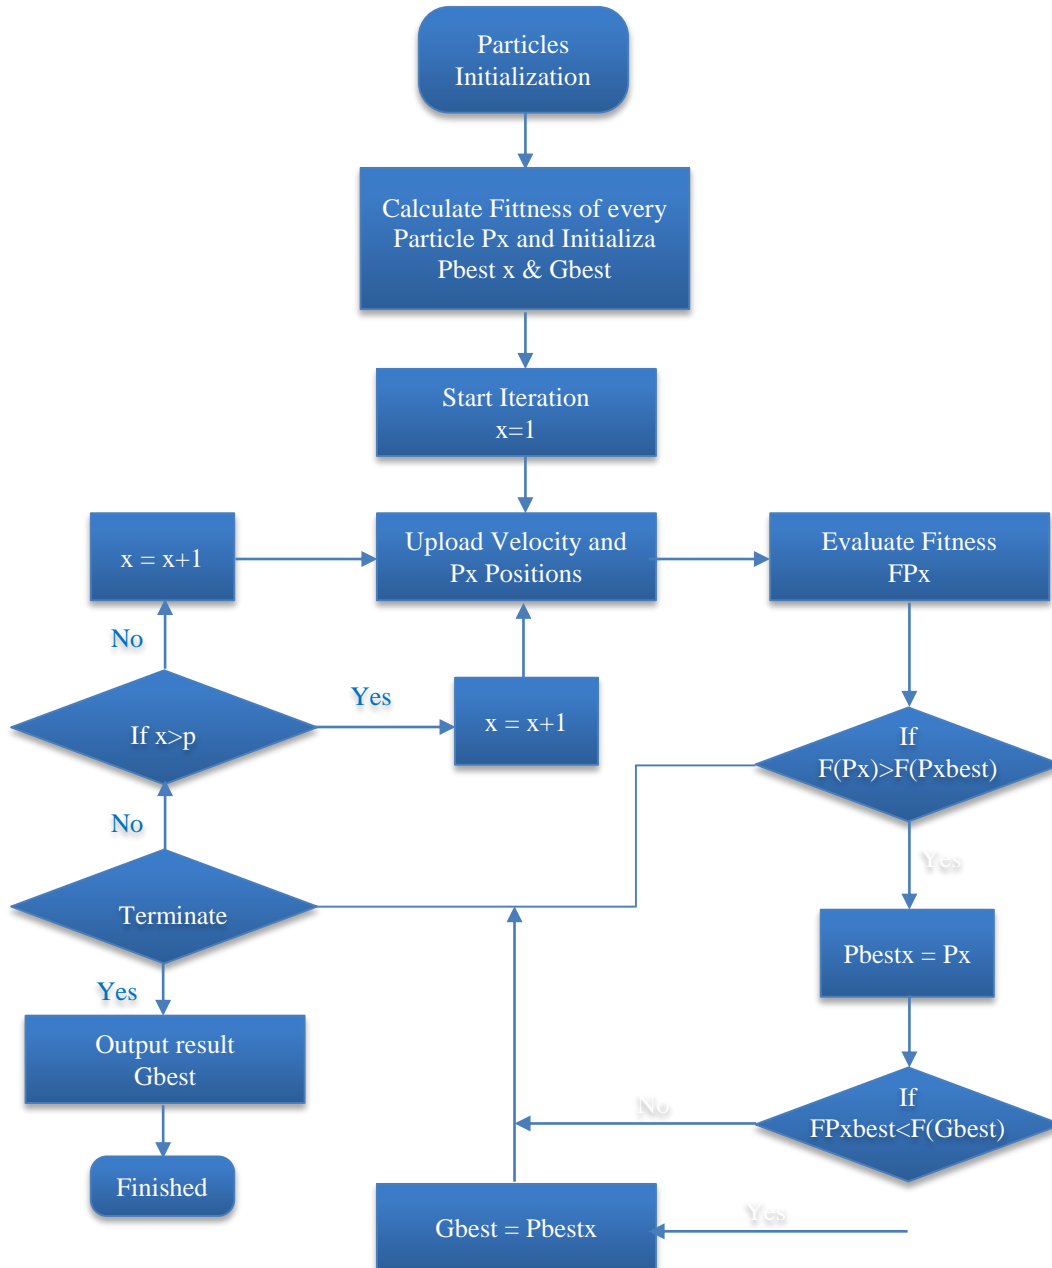 Particles
Initialization
Calculate Fittness of every
Particle Px and Initializa
Pbest x & Gbest
Start Iteration
x=1
x = x+1
Upload Velocity and
Px Positions
Evaluate Fitness
FPx
No
Yes
x = x+1
If x>p
If
F(Px)>F(Pxbest)
No
Yes
Terminate
Pbestx = Px
Yes
Output result
Gbest
No
If
FPxbest<F(Gbest)
Finished
Gbest = Pbestx
Yes